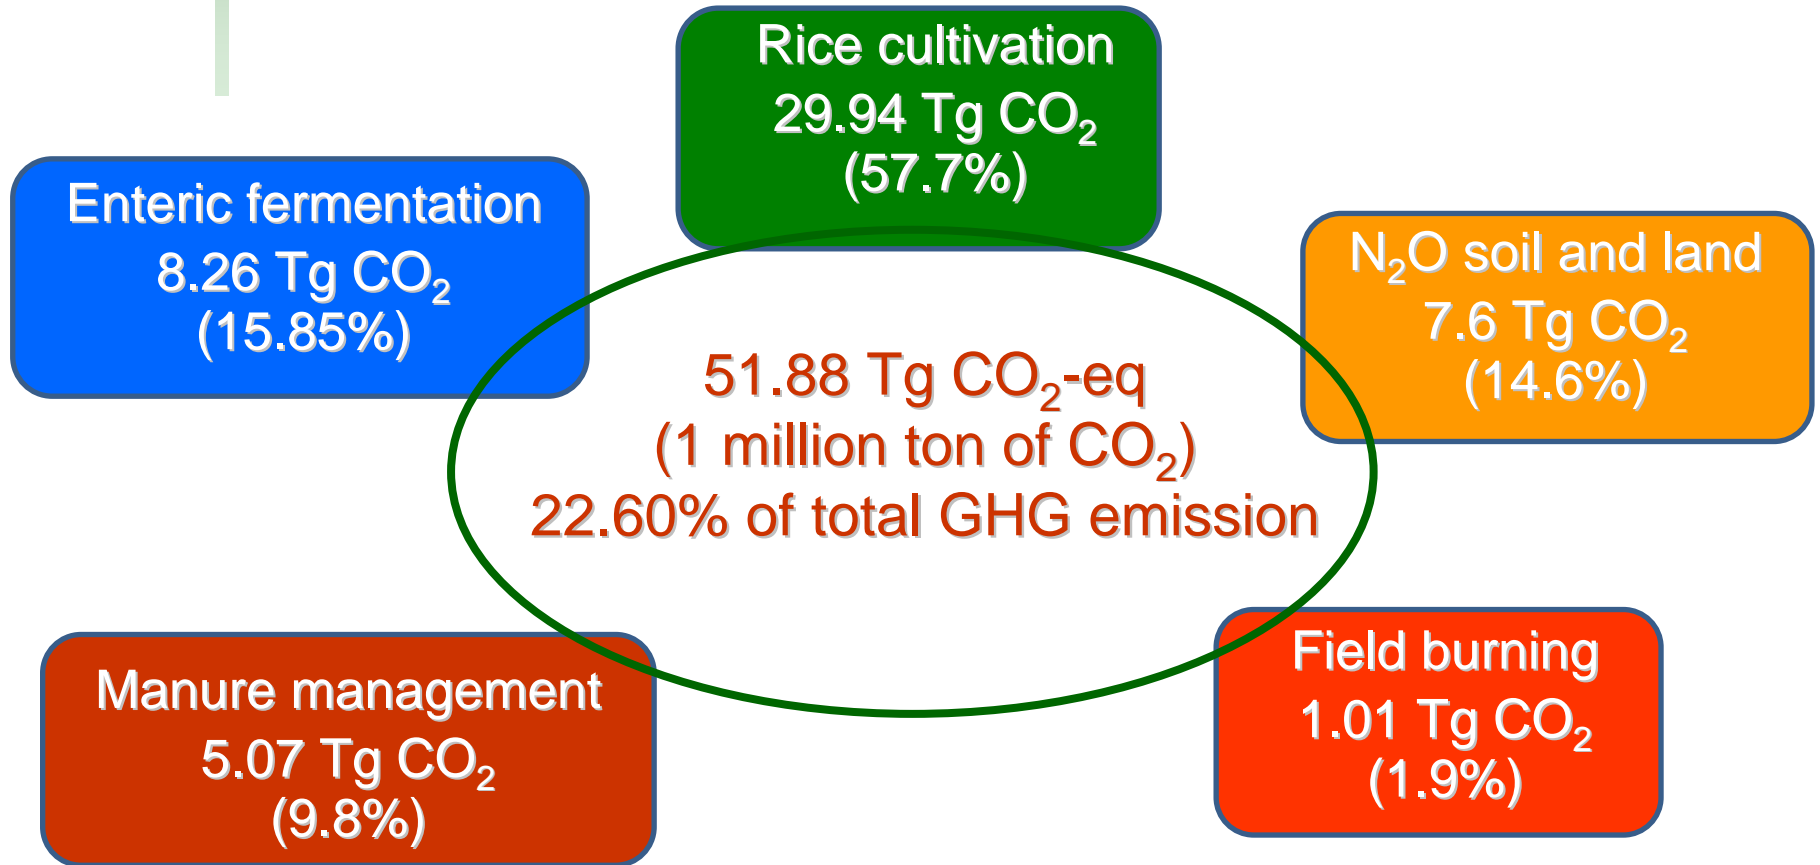 Rice cultivation
29.94 Tg CO₂
(57.7%)
Enteric fermentation
8.26 Tg CO₂
(15.85%)
N₂O soil and land
7.6 Tg CO₂
(14.6%)
51.88 Tg CO₂-eq
(1 million ton of CO₂)
22.60% of total GHG emission
Manure management
5.07 Tg CO₂
(9.8%)
Field burning
1.01 Tg CO₂
(1.9%)